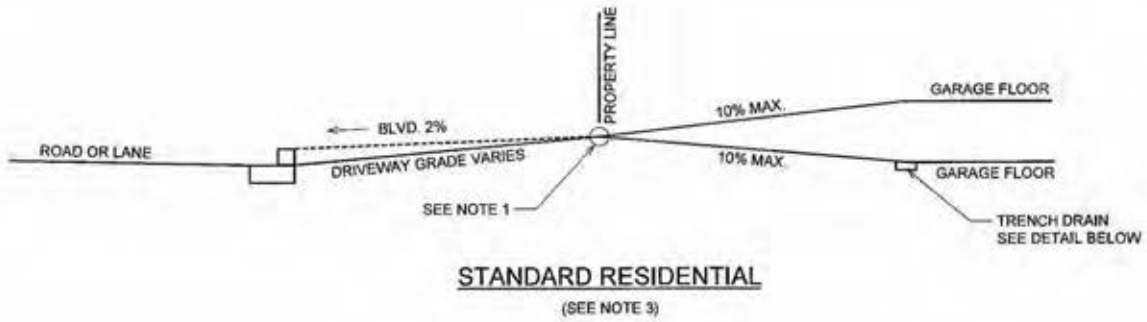 PROPERTY LINE
GARAGE FLOOR
10% MAX.
BLVD. 2%
ROAD OR LANE
DRIVEWAY GRADE VARIES
10% MAX.
GARAGE FLOOR
SEE NOTE 1
TRENCH DRAIN
SEE DETAIL BELOW
STANDARD RESIDENTIAL
(SEE NOTE 3)